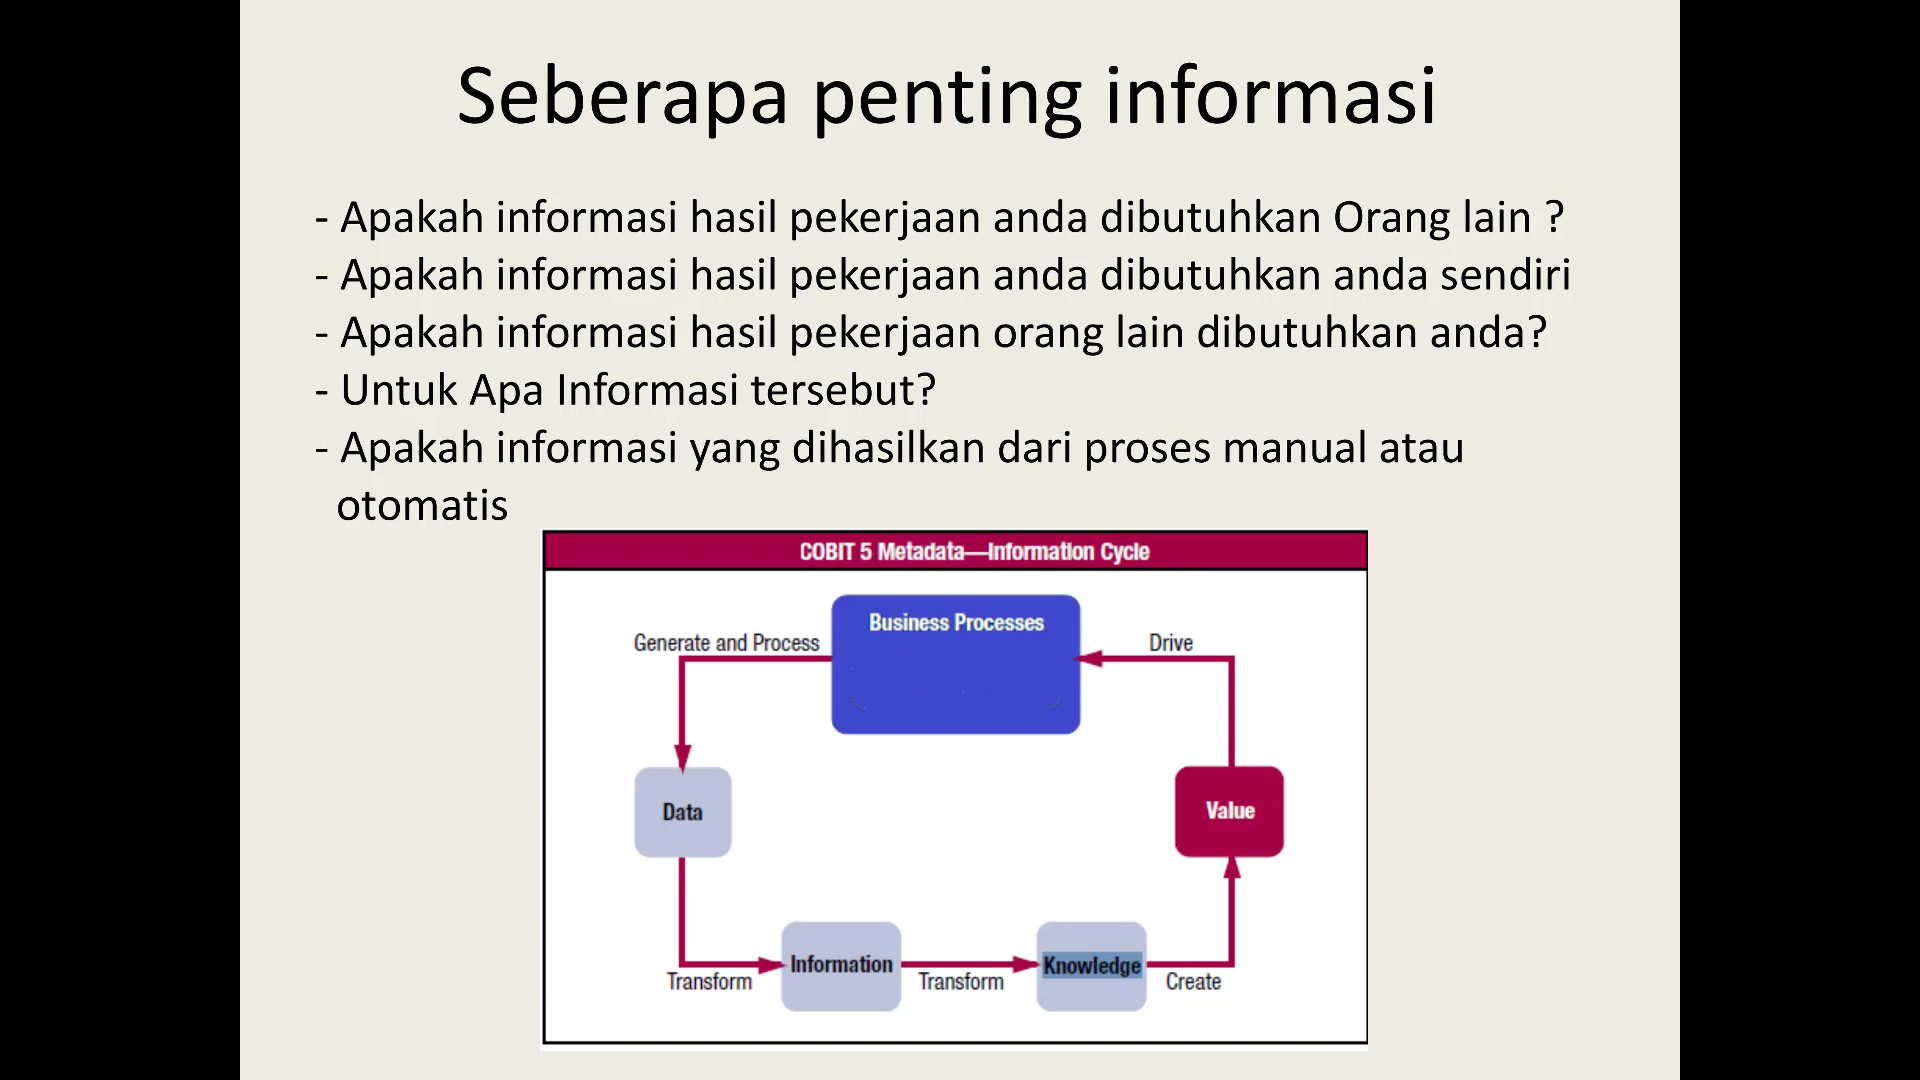 Seberapa penting informasi
- Apakah informasi hasil pekerjaan anda dibutuhkan Orang lain ?
- Apakah informasi hasil pekerjaan anda dibutuhkan anda sendiri
- Apakah informasi hasil pekerjaan orang lain dibutuhkan anda?
- Untuk Apa Informasi tersebut?
- Apakah informasi yang dihasilkan dari proses manual atau
otomatis
COBIT 5 Metadata—Information Cycle
Business Processes
Generate and Process
Drive
Data
Value
Information
Knowledge
Transform
Transform
Create